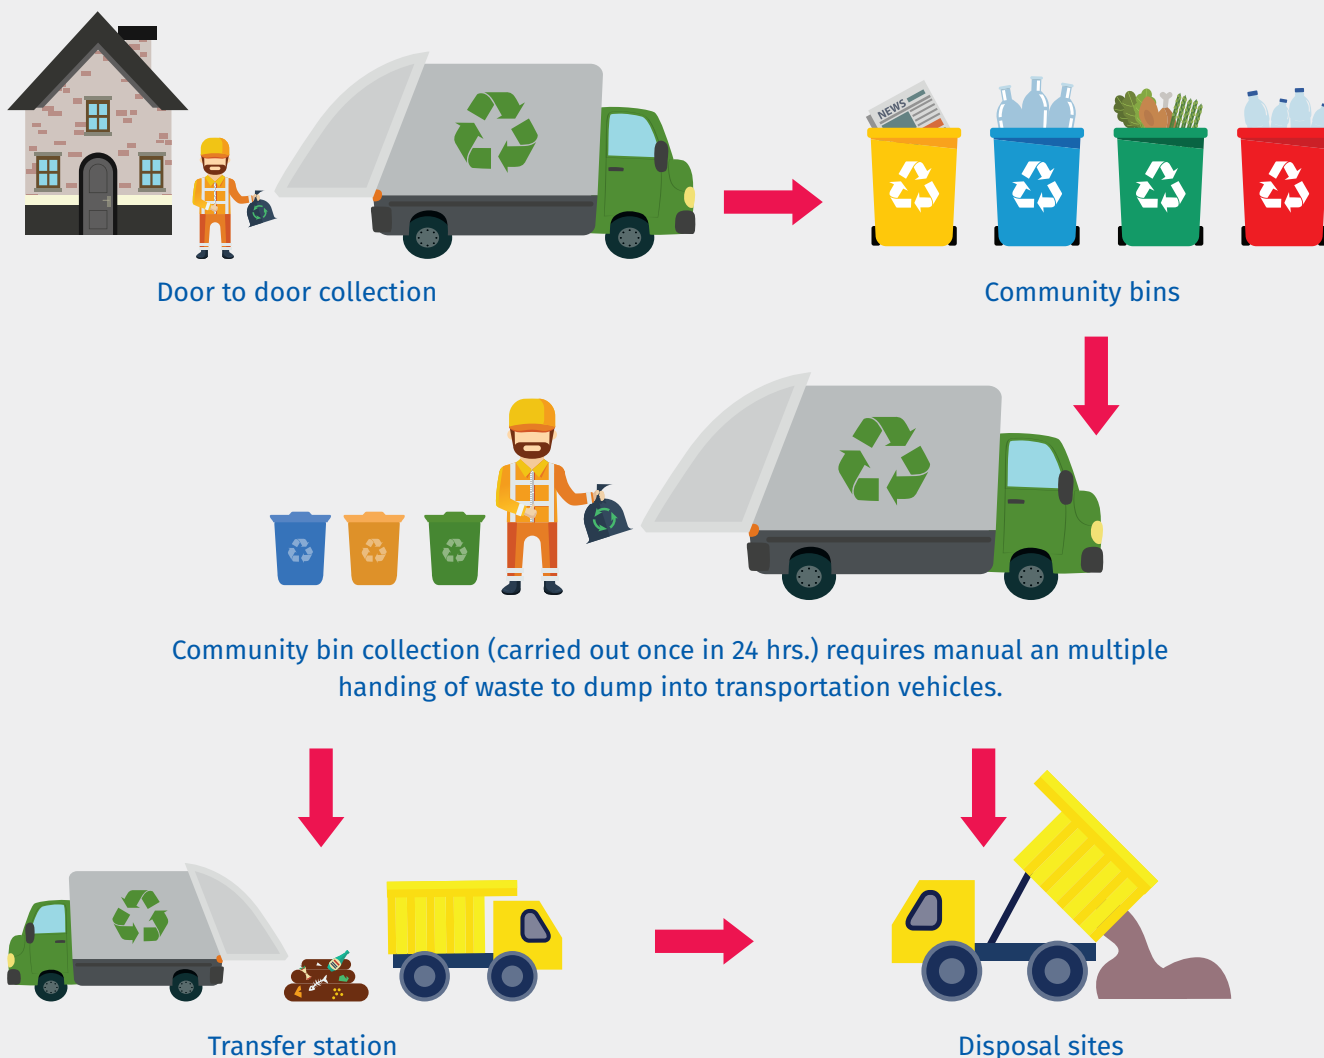 NEWS
Door to door collection
Community bins
Community bin collection (carried out once in 24 hrs.) requires manual an multiple
handing of waste to dump into transportation vehicles.
Transfer station
Disposal sites